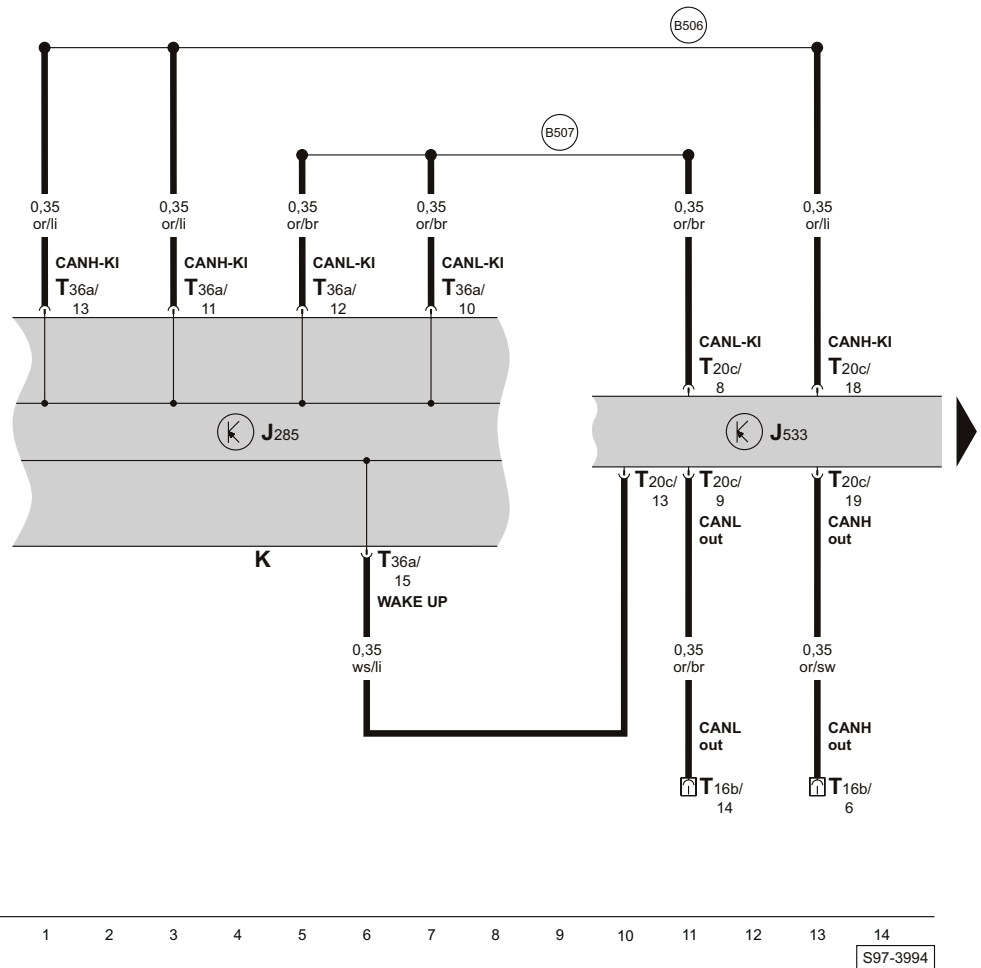 B506
B507
0,35
or/li
0,35
or/li
0,35
or/br
0,35
or/br
0,35
or/br
0,35
or/li
CANH-KI
T36a/
13
CANH-KI
T36a/
11
CANL-KI
T36a/
12
CANL-KI
T36a/
10
CANL-KI
T20c/
8
CANH-KI
T20c/
18
J285
J533
T20c/
13
T20c/
9
CANL
out
T20c/
19
CANH
out
K
T36a/
15
WAKE UP
0,35
ws/li
0,35
or/br
0,35
or/sw
CANL
out
CANH
out
T16b/
14
T16b/
6
1 2 3 4 5 6 7 8 9 10 11 12 13 14
S97-3994